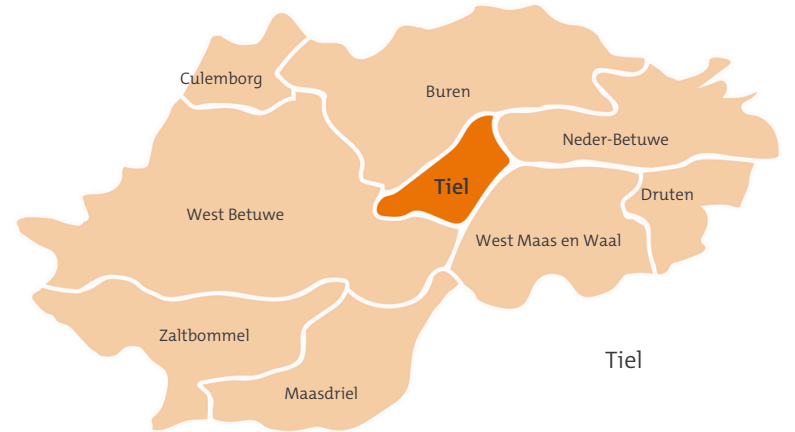 Culemborg
Buren
Neder-Betuwe
Tiel
Druten
West Betuwe
West Maas en Waal
Zaltbommel
Tiel
Maasdriel